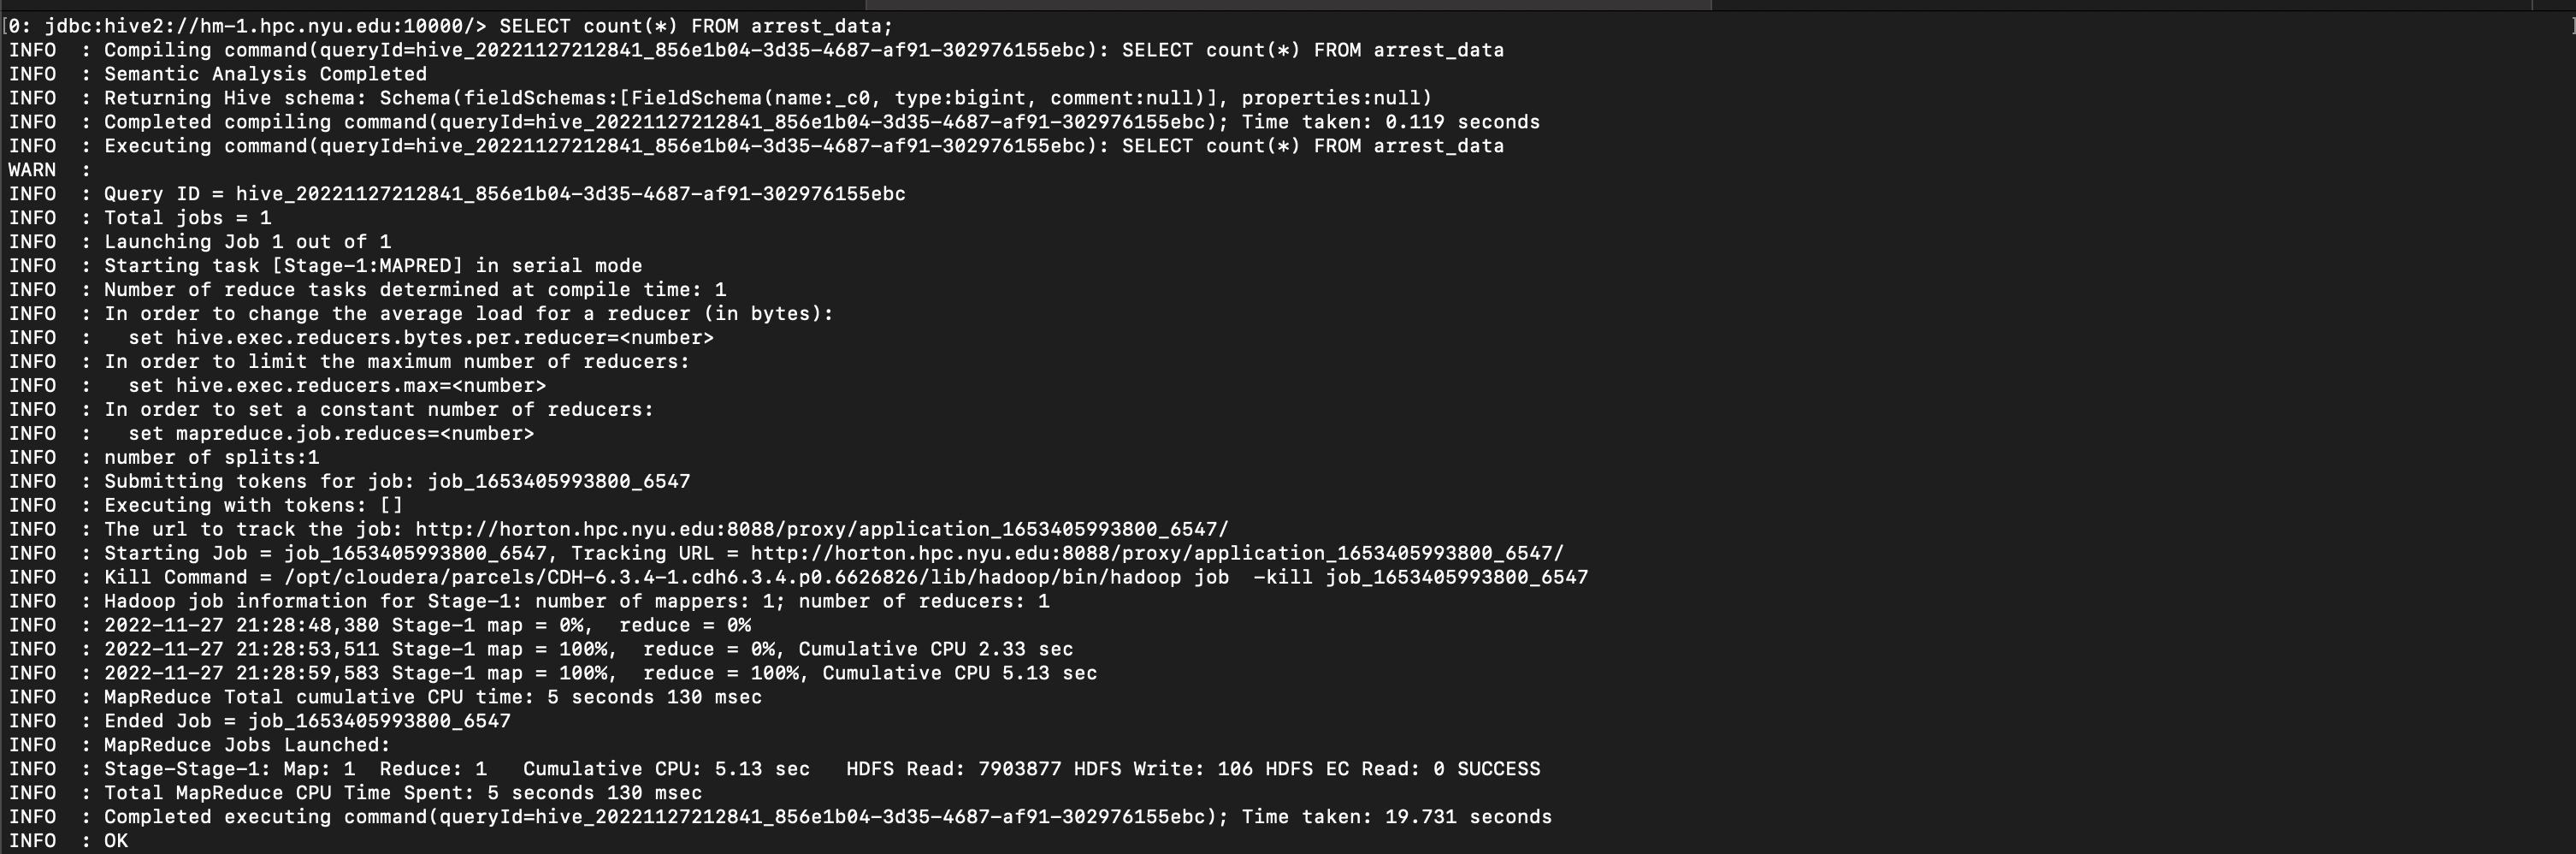 [0: jdbc:hive2://hm-1.hpc.nyu.edu:10000/> SELECT count(*) FROM arrest_data; ]
INFO  : Compiling command(queryId=hive_20221127212841_856e1b04-3d35-4687-af91-302976155ebc): SELECT count(*) FROM arrest_data
INFO  : Semantic Analysis Completed
INFO  : Returning Hive schema: Schema(fieldSchemas:[FieldSchema(name:_c0, type:bigint, comment:null)], properties:null)
INFO  : Completed compiling command(queryId=hive_20221127212841_856e1b04-3d35-4687-af91-302976155ebc); Time taken: 0.119 seconds
INFO  : Executing command(queryId=hive_20221127212841_856e1b04-3d35-4687-af91-302976155ebc): SELECT count(*) FROM arrest_data
WARN  :
INFO  : Query ID = hive_20221127212841_856e1b04-3d35-4687-af91-302976155ebc
INFO  : Total jobs = 1
INFO  : Launching Job 1 out of 1
INFO  : Starting task [Stage-1:MAPRED] in serial mode
INFO  : Number of reduce tasks determined at compile time: 1
INFO  : In order to change the average load for a reducer (in bytes):
INFO  :   set hive.exec.reducers.bytes.per.reducer=<number>
INFO  : In order to limit the maximum number of reducers:
INFO  :   set hive.exec.reducers.max=<number>
INFO  : In order to set a constant number of reducers:
INFO  :   set mapreduce.job.reduces=<number>
INFO  : number of splits:1
INFO  : Submitting tokens for job: job_1653405993800_6547
INFO  : Executing with tokens: []
INFO  : The url to track the job: http://horton.hpc.nyu.edu:8088/proxy/application_1653405993800_6547/
INFO  : Starting Job = job_1653405993800_6547, Tracking URL = http://horton.hpc.nyu.edu:8088/proxy/application_1653405993800_6547/
INFO  : Kill Command = /opt/cloudera/parcels/CDH-6.3.4-1.cdh6.3.4.p0.6626826/lib/hadoop/bin/hadoop job  -kill job_1653405993800_6547
INFO  : Hadoop job information for Stage-1: number of mappers: 1; number of reducers: 1
INFO  : 2022-11-27 21:28:48,380 Stage-1 map = 0%,  reduce = 0%
INFO  : 2022-11-27 21:28:53,511 Stage-1 map = 100%,  reduce = 0%, Cumulative CPU 2.33 sec
INFO  : 2022-11-27 21:28:59,583 Stage-1 map = 100%,  reduce = 100%, Cumulative CPU 5.13 sec
INFO  : MapReduce Total cumulative CPU time: 5 seconds 130 msec
INFO  : Ended Job = job_1653405993800_6547
INFO  : MapReduce Jobs Launched:
INFO  : Stage-Stage-1: Map: 1  Reduce: 1   Cumulative CPU: 5.13 sec   HDFS Read: 7903877 HDFS Write: 106 HDFS EC Read: 0 SUCCESS
INFO  : Total MapReduce CPU Time Spent: 5 seconds 130 msec
INFO  : Completed executing command(queryId=hive_20221127212841_856e1b04-3d35-4687-af91-302976155ebc); Time taken: 19.731 seconds
INFO  : OK